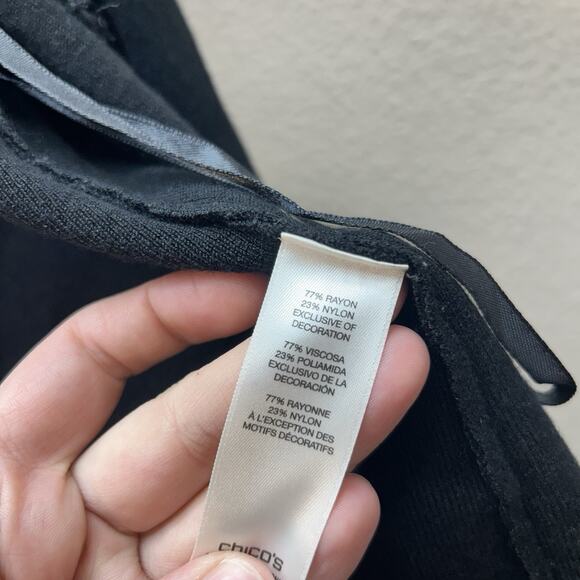 77% RAYON
23% NYLON
EXCLUSIVE OF
DECORATION
77% VISCOSA
23% POLIAMIDA
EXCLUSIVO DE LA
DECORACIÓN
77% RAYONNE
23% NYLON
À L'EXCEPTION DES
MOTIFS DÉCORATIFS
chico's